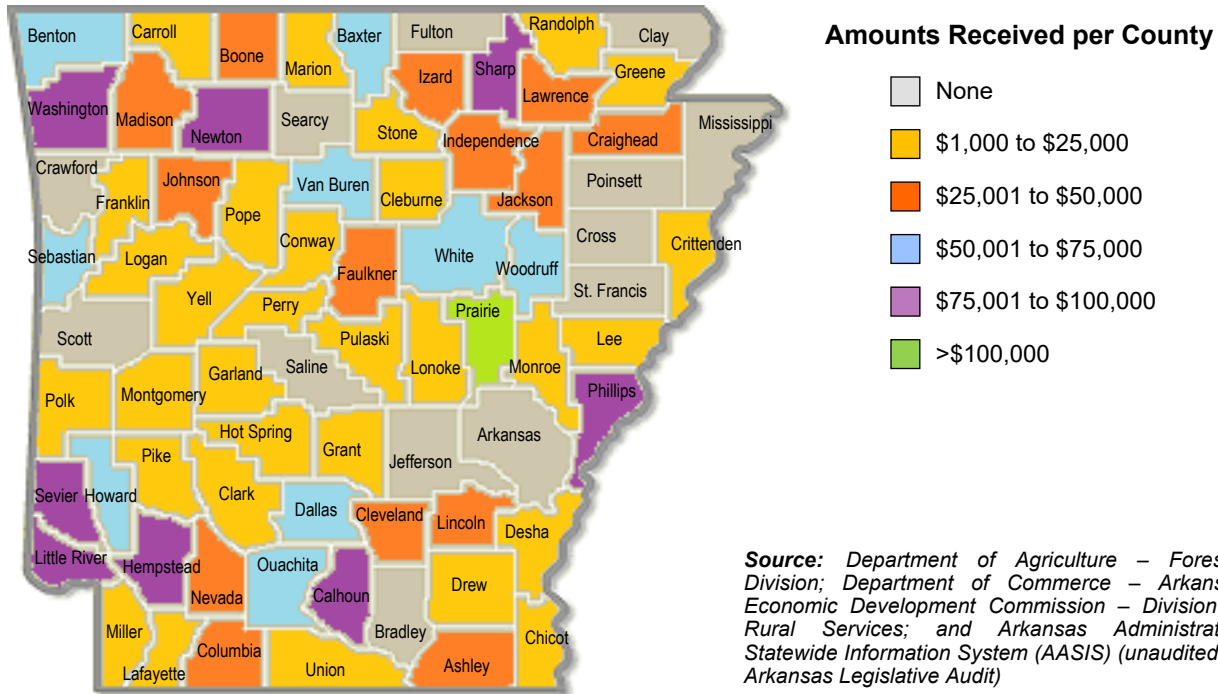 Benton
Carroll
Boone
Marion
Baxter
Fulton
Randolph
Clay
Izard
Sharp
Lawrence
Greene
Washington
Madison
Newton
Searcy
Stone
Independence
Craighead
Mississippi
Crawford
Franklin
Johnson
Pope
Van Buren
Cleburne
Jackson
Poinsett
Sebastian
Logan
Conway
Faulkner
White
Woodruff
Cross
Crittenden
Yell
Perry
St. Francis
Scott
Prairie
Pulaski
Lonoke
Monroe
Lee
Saline
Garland
Polk
Montgomery
Phillips
Hot Spring
Grant
Arkansas
Jefferson
Pike
Clark
Sevier
Howard
Dallas
Cleveland
Lincoln
Desha
Little River
Hempstead
Nevada
Ouachita
Calhoun
Drew
Bradley
Miller
Lafayette
Columbia
Union
Ashley
Chicot
Amounts Received per County
None
$1,000 to $25,000
$25,001 to $50,000
$50,001 to $75,000
$75,001 to $100,000
>$100,000
Source: Department of Agriculture – Fores
Division; Department of Commerce – Arkans
Economic Development Commission – Division
Rural Services; and Arkansas Administrat
Statewide Information System (AASIS) (unaudited
Arkansas Legislative Audit)